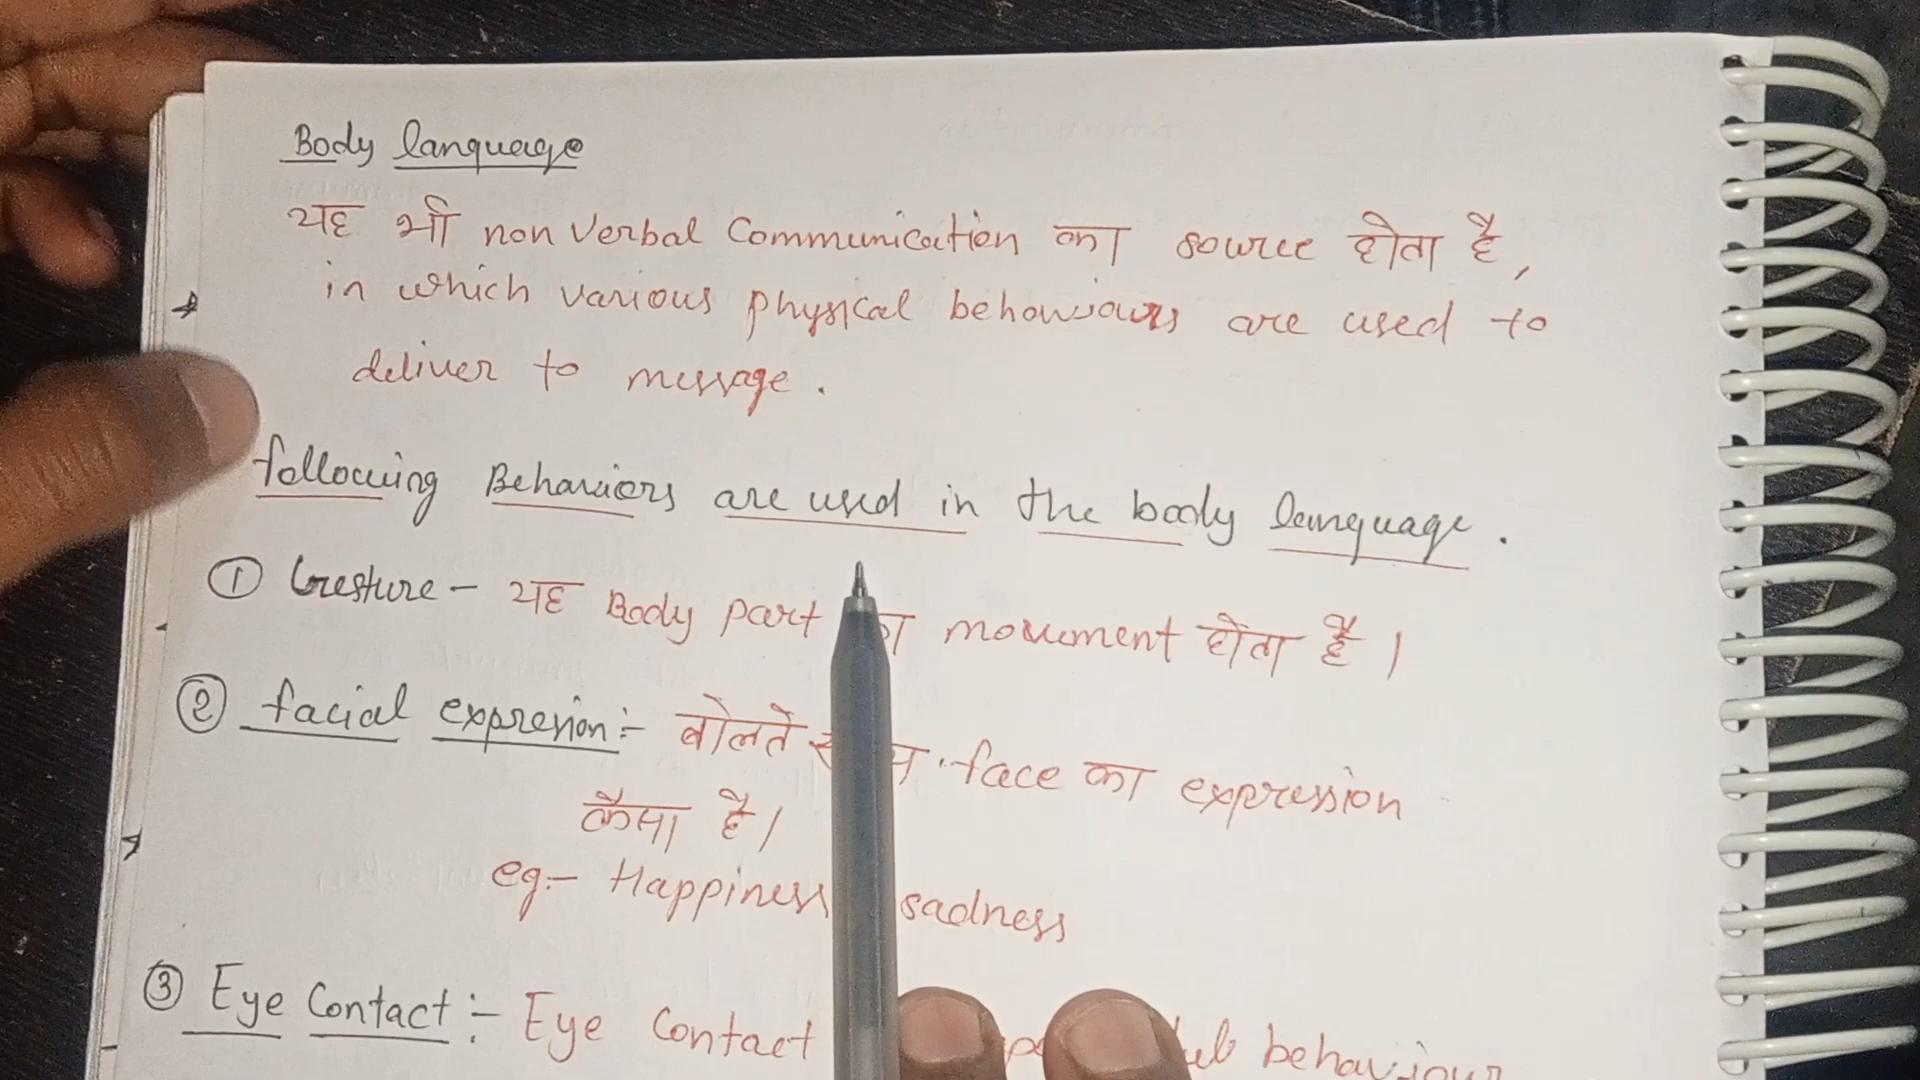 Body language
यह भी non verbal Communication का source होता है,
in which various physical behaviours are used to
deliver to message.
following Behaviors are used in the body language.
① Gesture – यह Body part का movement होता है।
② facial expression :- बोलते समय face का expression
कैसा है।
eg:- Happiness sadness
③ Eye Contact :- Eye Contact behaviour